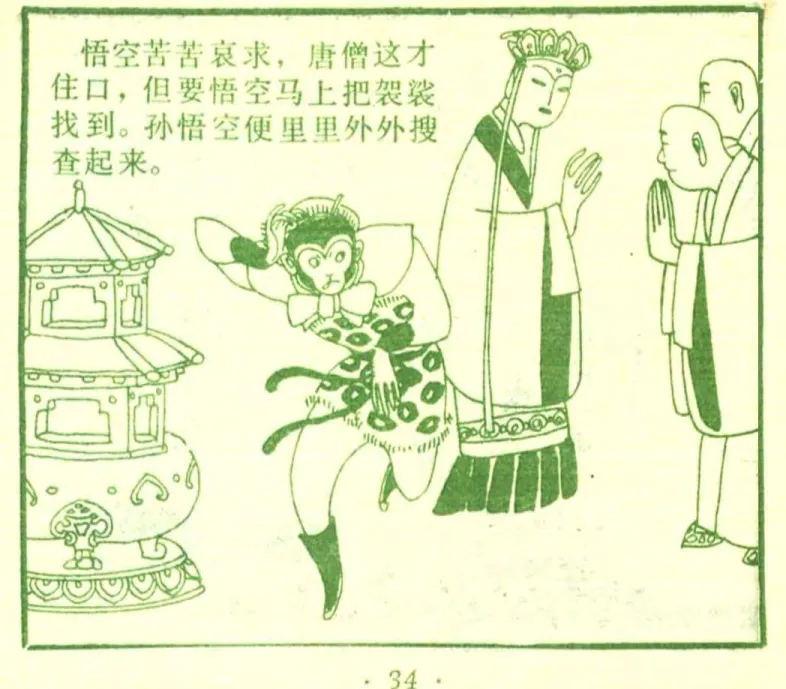 悟空苦苦哀求，唐僧这才
住口，但要悟空马上把袈裟
找到。孙悟空便里里外外搜
查起来。
· 34 ·